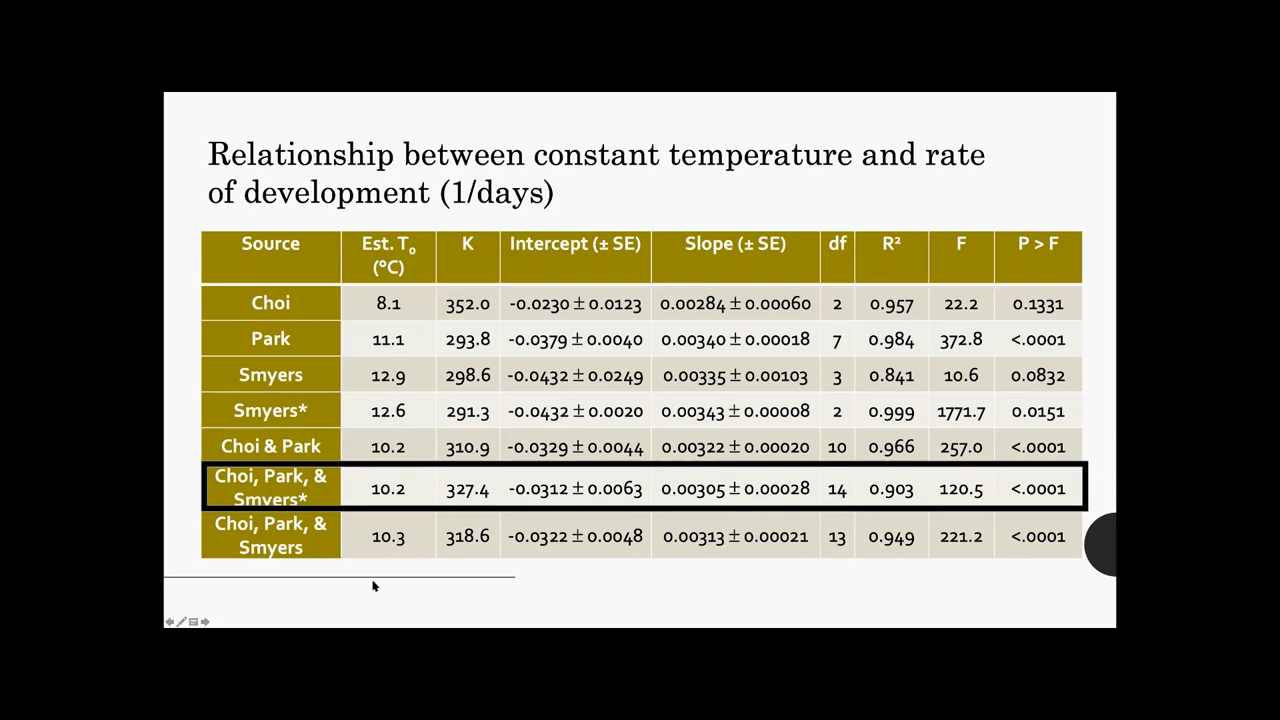 Relationship between constant temperature and rate
of development (1/days)
Source Est. T₀ (°C) K Intercept (± SE) Slope (± SE) df R² F P > F
Choi 8.1 352.0 -0.0230 ± 0.0123 0.00284 ± 0.00060 2 0.957 22.2 0.1331
Park 11.1 293.8 -0.0379 ± 0.0040 0.00340 ± 0.00018 7 0.984 372.8 <.0001
Smyers 12.9 298.6 -0.0432 ± 0.0249 0.00335 ± 0.00103 3 0.841 10.6 0.0832
Smyers* 12.6 291.3 -0.0432 ± 0.0020 0.00343 ± 0.00008 2 0.999 1771.7 0.0151
Choi & Park 10.2 310.9 -0.0329 ± 0.0044 0.00322 ± 0.00020 10 0.966 257.0 <.0001
Choi, Park, & Smyers* 10.2 327.4 -0.0312 ± 0.0063 0.00305 ± 0.00028 14 0.903 120.5 <.0001
Choi, Park, & Smyers 10.3 318.6 -0.0322 ± 0.0048 0.00313 ± 0.00021 13 0.949 221.2 <.0001